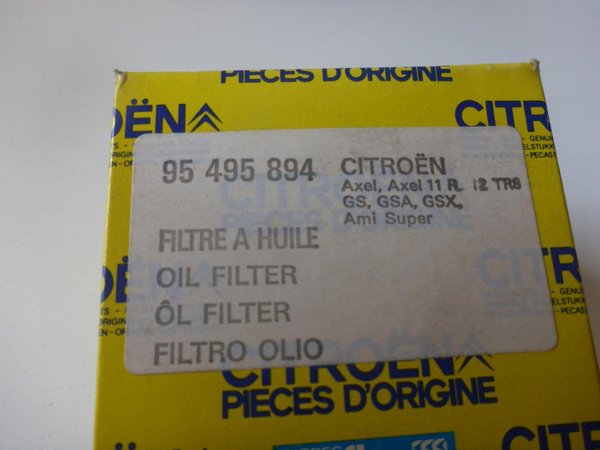 PIECES D'ORIGINE
CITROËN
95 495 894 CITROËN
Axel, Axel 11 R, 12 TRS
GS, GSA, GSX,
Ami Super
FILTRE A HUILE
OIL FILTER
ÔL FILTER
FILTRO OLIO
CITROËN
PIECES D'ORIGINE